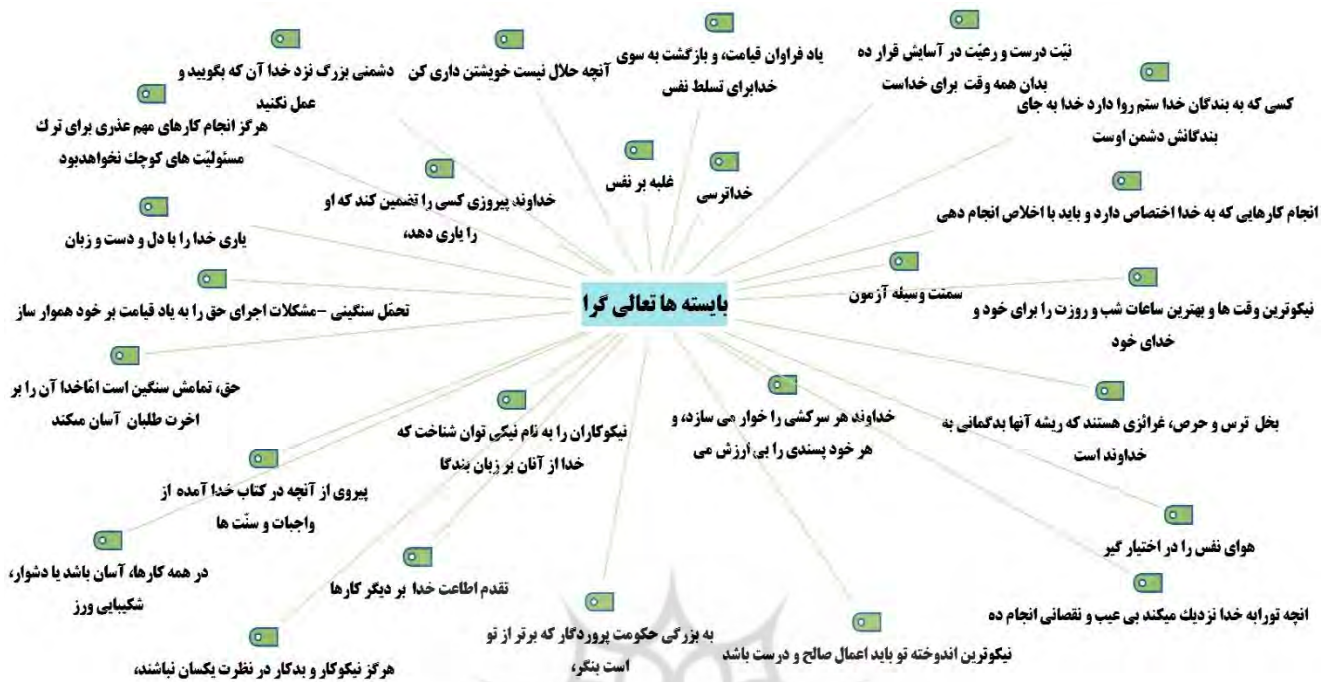 نیّت درست و رعیّت در آسایش قرار ده
بدان همه وقت برای خداست
یاد فراوان قیامت، و بازگشت به سوی
خدابرای تسلط نفس
آنچه حلال نیست خویشتن داری کن
دشمنی بزرگ نزد خدا آن که بگویید و
عمل نکنید
کسی که به بندگان خدا ستم روا دارد خدا به جای
بندگانش دشمن اوست
هرگز انجام کارهای مهم عذری برای ترك
مسئولیّت های کوچك نخواهدبود
غلبه بر نفس
خداترسی
خداوند پیروزی کسی را تضمین کند که او
را یاری دهد،
انجام کارهایی که به خدا اختصاص دارد و باید با اخلاص انجام دهی
یاری خدا را با دل و دست و زبان
بایسته ها تعالی گرا
سمتت وسیله آزمون
نیکوترین وقت ها و بهترین ساعات شب و روزت را برای خود و
خدای خود
تحمّل سنگینی –مشکلات اجرای حق را به یاد قیامت بر خود هموار ساز
حق، تمامش سنگین است امّاخدا آن را بر
اخرت طلبان آسان میکند
نیکوکاران را به نام نیکی توان شناخت که
خدا از آنان بر زبان بندگا
خداوند هر سرکشی را خوار می سازد، و
هر خود پسندی را بی ارزش می
بخل ترس و حرص، غرائزی هستند که ریشه آنها بدگمانی به
خداوند است
پیروی از آنچه در کتاب خدا آمده از
واجبات و سنّت ها
هوای نفس را در اختیار گیر
در همه کارها، آسان باشد یا دشوار،
شکیبایی ورز
تقدم اطاعت خدا بر دیگر کارها
انچه تورابه خدا نزدیك میکند بی عیب و نقصانی انجام ده
به بزرگی حکومت پروردگار که برتر از تو
است بنگر،
نیکوترین اندوخته تو باید اعمال صالح و درست باشد
هرگز نیکوکار و بدکار در نظرت یکسان نباشند،